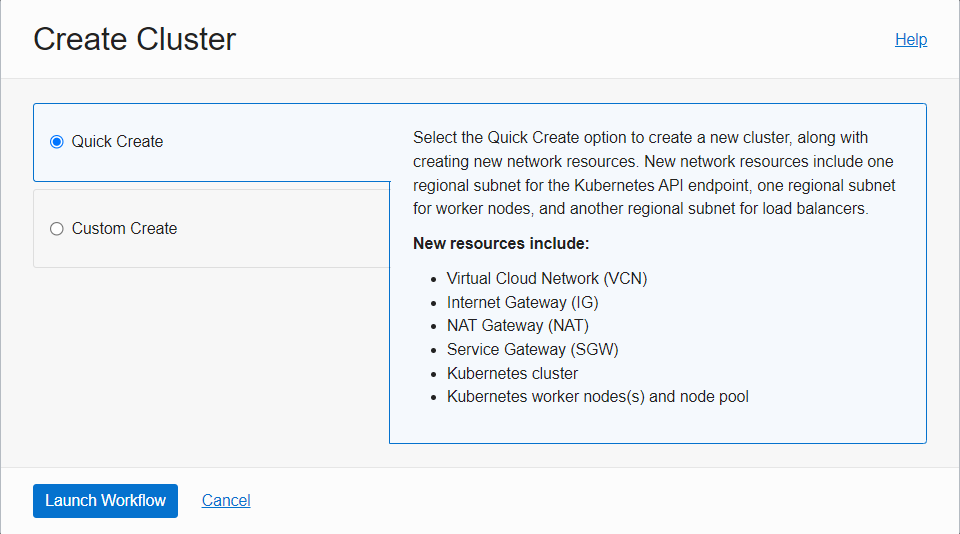 Create Cluster
Help
Quick Create
Custom Create
Select the Quick Create option to create a new cluster, along with
creating new network resources. New network resources include one
regional subnet for the Kubernetes API endpoint, one regional subnet
for worker nodes, and another regional subnet for load balancers.
New resources include:
• Virtual Cloud Network (VCN)
• Internet Gateway (IG)
• NAT Gateway (NAT)
• Service Gateway (SGW)
• Kubernetes cluster
• Kubernetes worker nodes(s) and node pool
Launch Workflow
Cancel